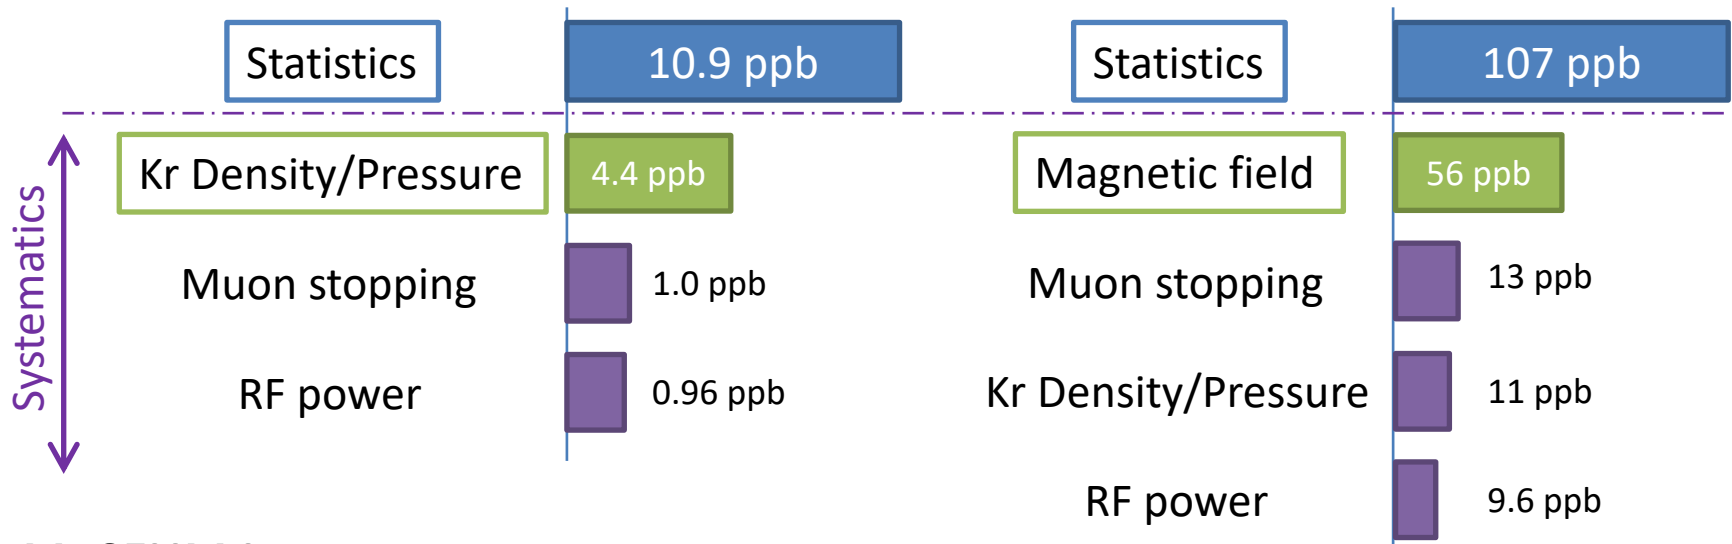 Statistics
10.9 ppb
Statistics
107 ppb
Systematics
Kr Density/Pressure
4.4 ppb
Magnetic field
56 ppb
Muon stopping
1.0 ppb
Muon stopping
13 ppb
RF power
0.96 ppb
Kr Density/Pressure
11 ppb
RF power
9.6 ppb